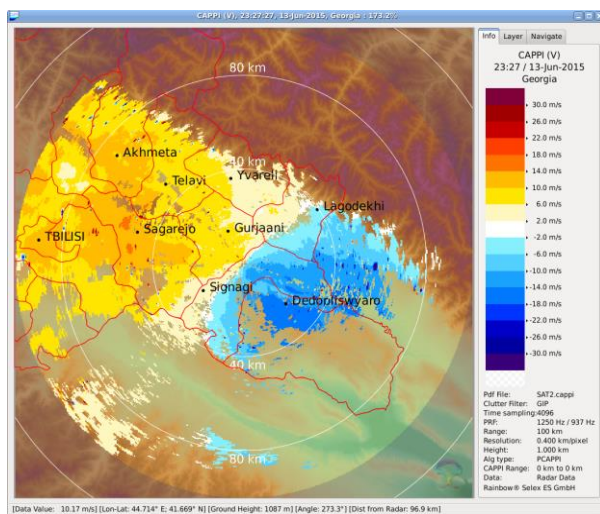 CAPPI (V), 23:27:27, 13-Jun-2015, Georgia : 173.2%
Info Layer Navigate
CAPPI (V)
23:27 / 13-Jun-2015
Georgia
30.0 m/s
26.0 m/s
22.0 m/s
18.0 m/s
14.0 m/s
10.0 m/s
6.0 m/s
2.0 m/s
-2.0 m/s
-6.0 m/s
-10.0 m/s
-14.0 m/s
-18.0 m/s
-22.0 m/s
-26.0 m/s
-30.0 m/s
Pdf File: SAT2.cappi
Clutter Filter: GIP
Time sampling:4096
PRF: 1250 Hz / 937 Hz
Range: 100 km
Resolution: 0.400 km/pixel
Height: 1.000 km
Alg type: PCAPPI
CAPPI Range: 0 km to 0 km
Data: Radar Data
Rainbow® Selex ES GmbH
80 km
Akhmeta
40 km
Telavi
Yvareli
Lagodekhi
TBILISI
Sagarejo
Gurjaani
Signagi
Dedopliswyaro
40 km
80 km
[Data Value: 10.17 m/s] [Lon-Lat: 44.714° E; 41.669° N] [Ground Height: 1087 m] [Angle: 273.3°] [Dist from Radar: 96.9 km]